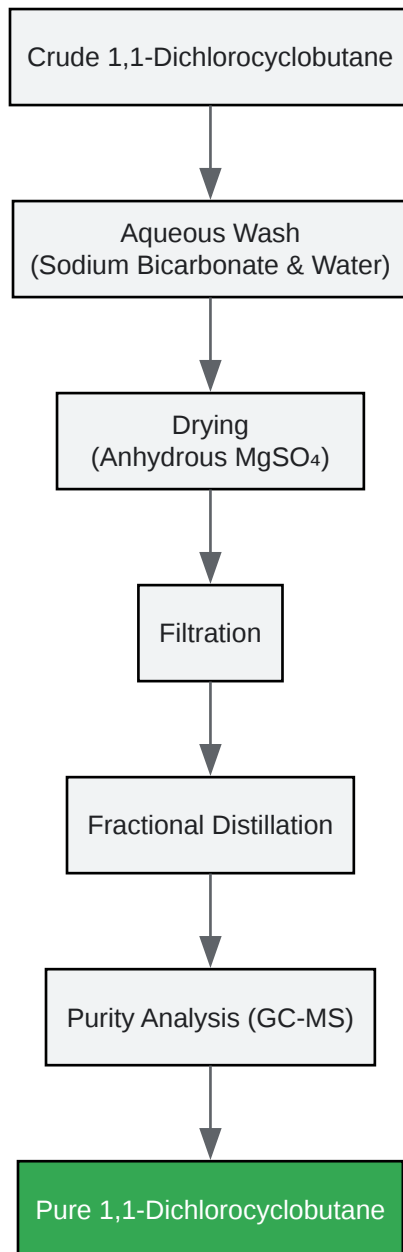 Crude 1,1-Dichlorocyclobutane
Aqueous Wash
(Sodium Bicarbonate & Water)
Drying
(Anhydrous MgSO₄)
Filtration
Fractional Distillation
Purity Analysis (GC-MS)
Pure 1,1-Dichlorocyclobutane